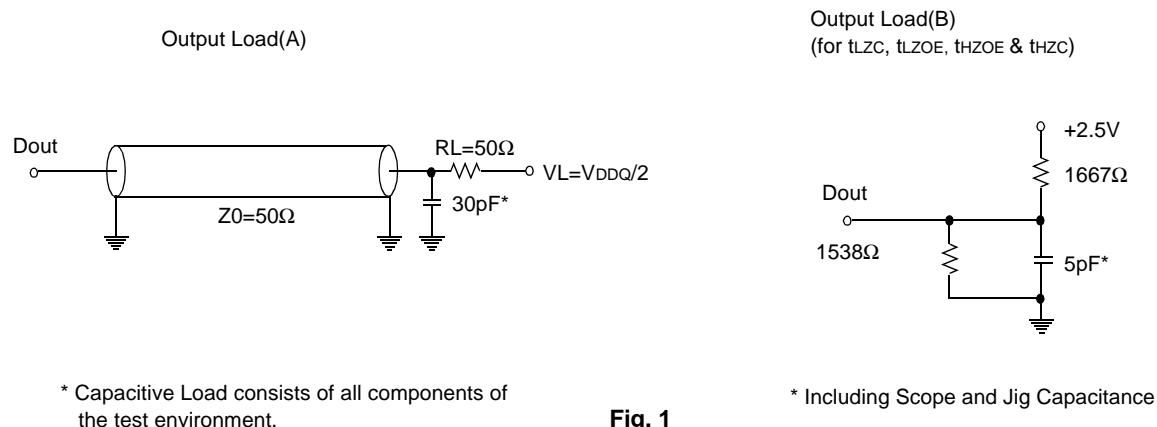 Output Load(A)
Dout
Z0=50Ω
RL=50Ω
VL=VDDQ/2
30pF*
* Capacitive Load consists of all components of
the test environment.
Output Load(B)
(for tLZC, tLZOE, tHZOE & tHZC)
+2.5V
1667Ω
Dout
1538Ω
5pF*
* Including Scope and Jig Capacitance
Fig. 1